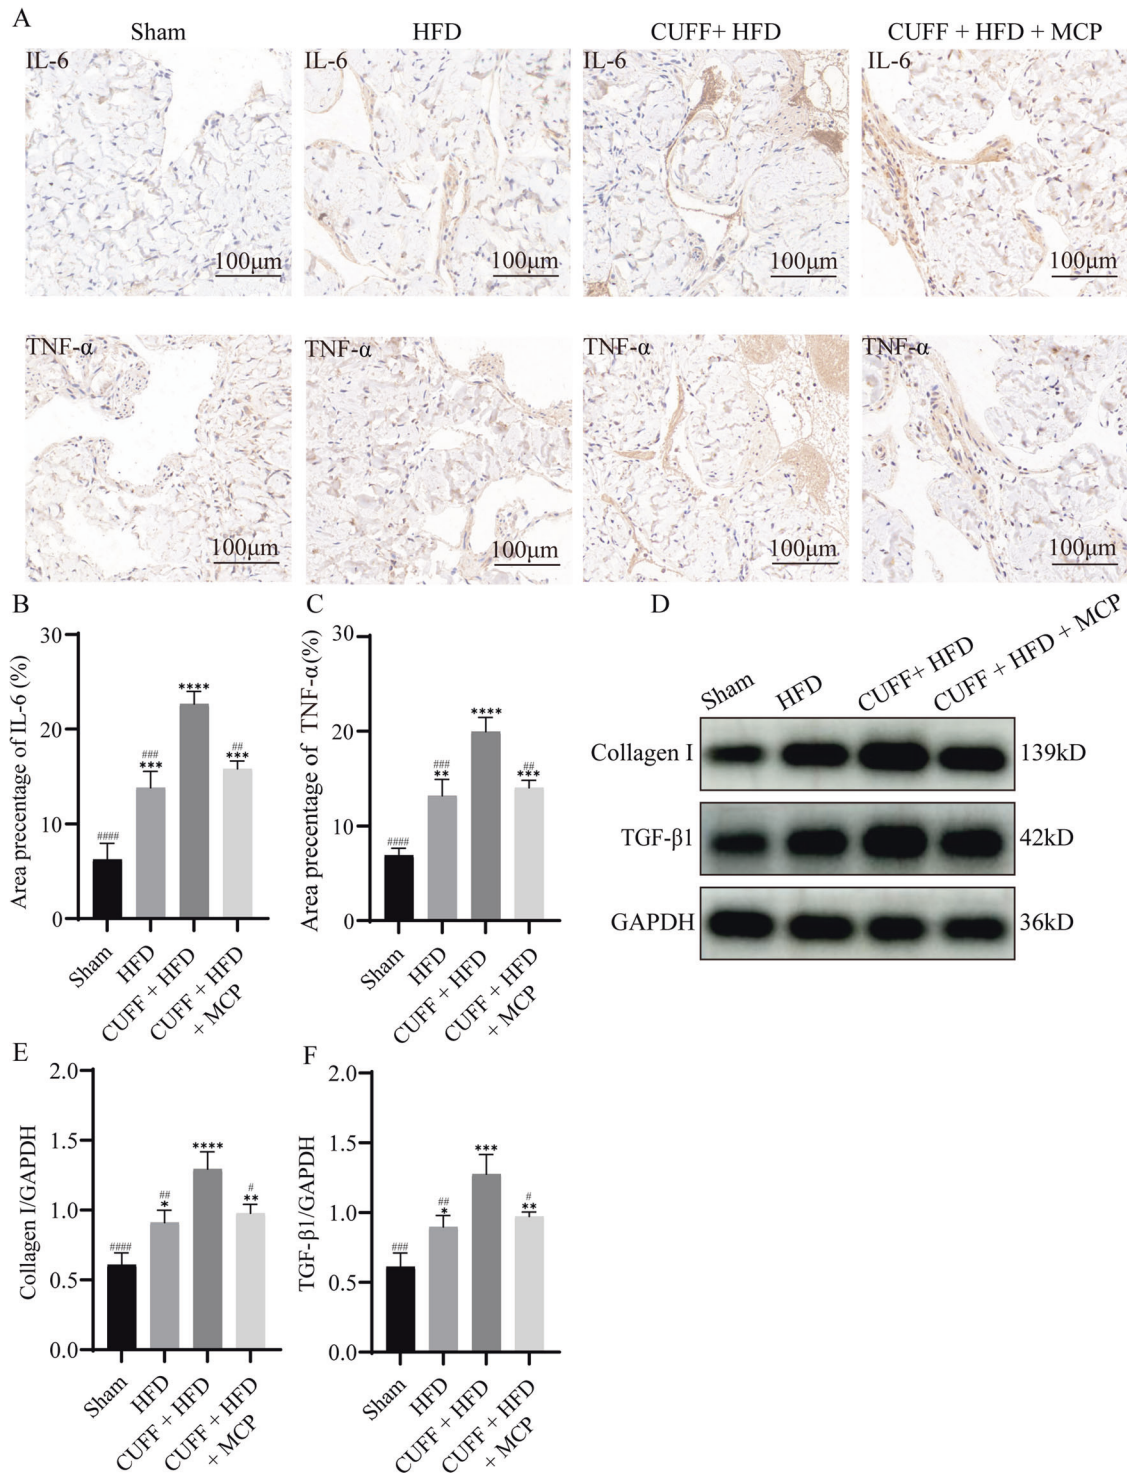 A
Sham HFD CUFF+ HFD CUFF + HFD + MCP
IL-6 IL-6 IL-6 IL-6
100μm 100μm 100μm 100μm
TNF-α TNF-α TNF-α TNF-α
100μm 100μm 100μm 100μm
B
Area precentage of IL-6 (%)
30
20
10
0
####
###
***
****
##
***
Sham
HFD
CUFF + HFD
CUFF + HFD
+ MCP
C
Area precentage of TNF-α(%)
30
20
10
0
####
###
**
****
##
***
Sham
HFD
CUFF + HFD
CUFF + HFD
+ MCP
D
Sham HFD CUFF+ HFD CUFF + HFD + MCP
Collagen I 139kD
TGF-β1 42kD
GAPDH 36kD
E
Collagen I/GAPDH
2.0
1.5
1.0
0.5
0.0
####
##
*
****
#
**
Sham
HFD
CUFF + HFD
CUFF + HFD
+ MCP
F
TGF-β1/GAPDH
2.0
1.5
1.0
0.5
0.0
###
##
*
***
#
**
Sham
HFD
CUFF + HFD
CUFF + HFD
+ MCP